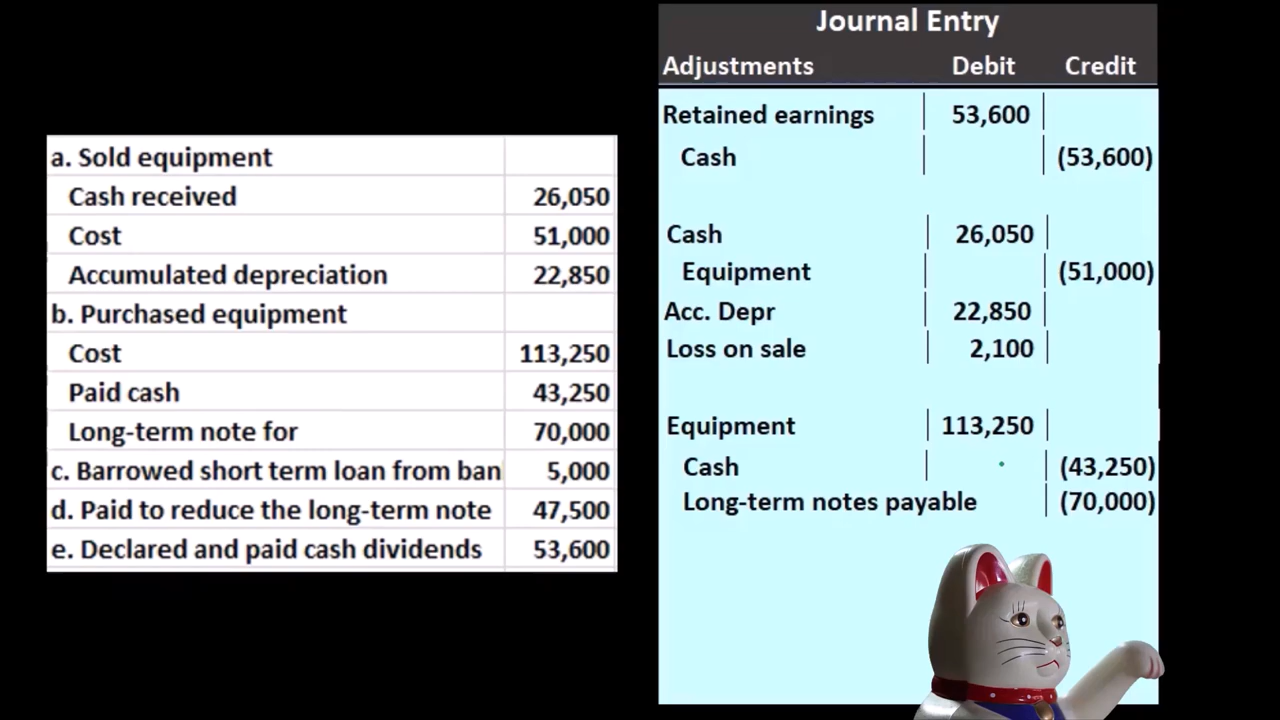 a. Sold equipment
Cash received 26,050
Cost 51,000
Accumulated depreciation 22,850
b. Purchased equipment
Cost 113,250
Paid cash 43,250
Long-term note for 70,000
c. Barrowed short term loan from ban 5,000
d. Paid to reduce the long-term note 47,500
e. Declared and paid cash dividends 53,600
Journal Entry
Adjustments Debit Credit
Retained earnings 53,600
Cash (53,600)
Cash 26,050
Equipment (51,000)
Acc. Depr 22,850
Loss on sale 2,100
Equipment 113,250
Cash (43,250)
Long-term notes payable (70,000)